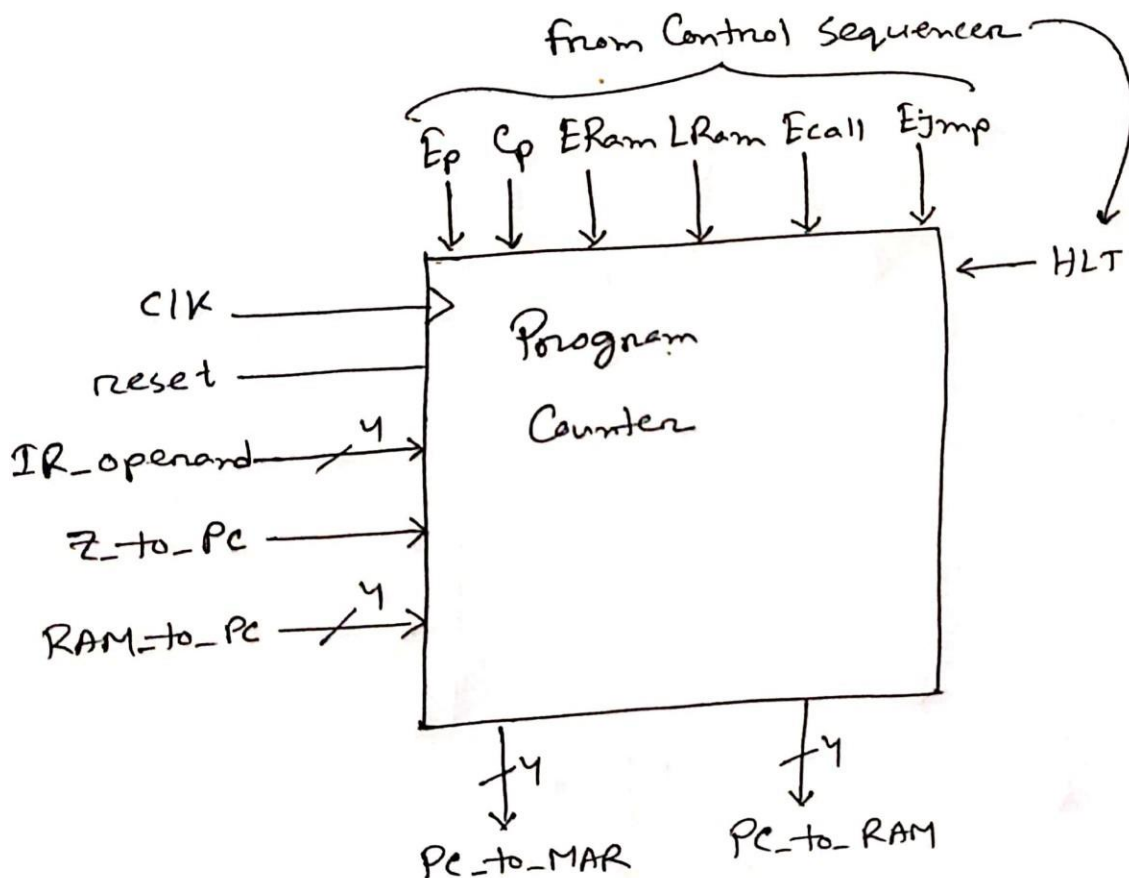 from Control sequencer
Ep Cp ERam LRam Ecall Ejmp
HLT
Clk
reset
IR_operand 4
Z_to_PC
RAM_to_PC 4
Program
Counter
4 4
PC_to_MAR PC_to_RAM